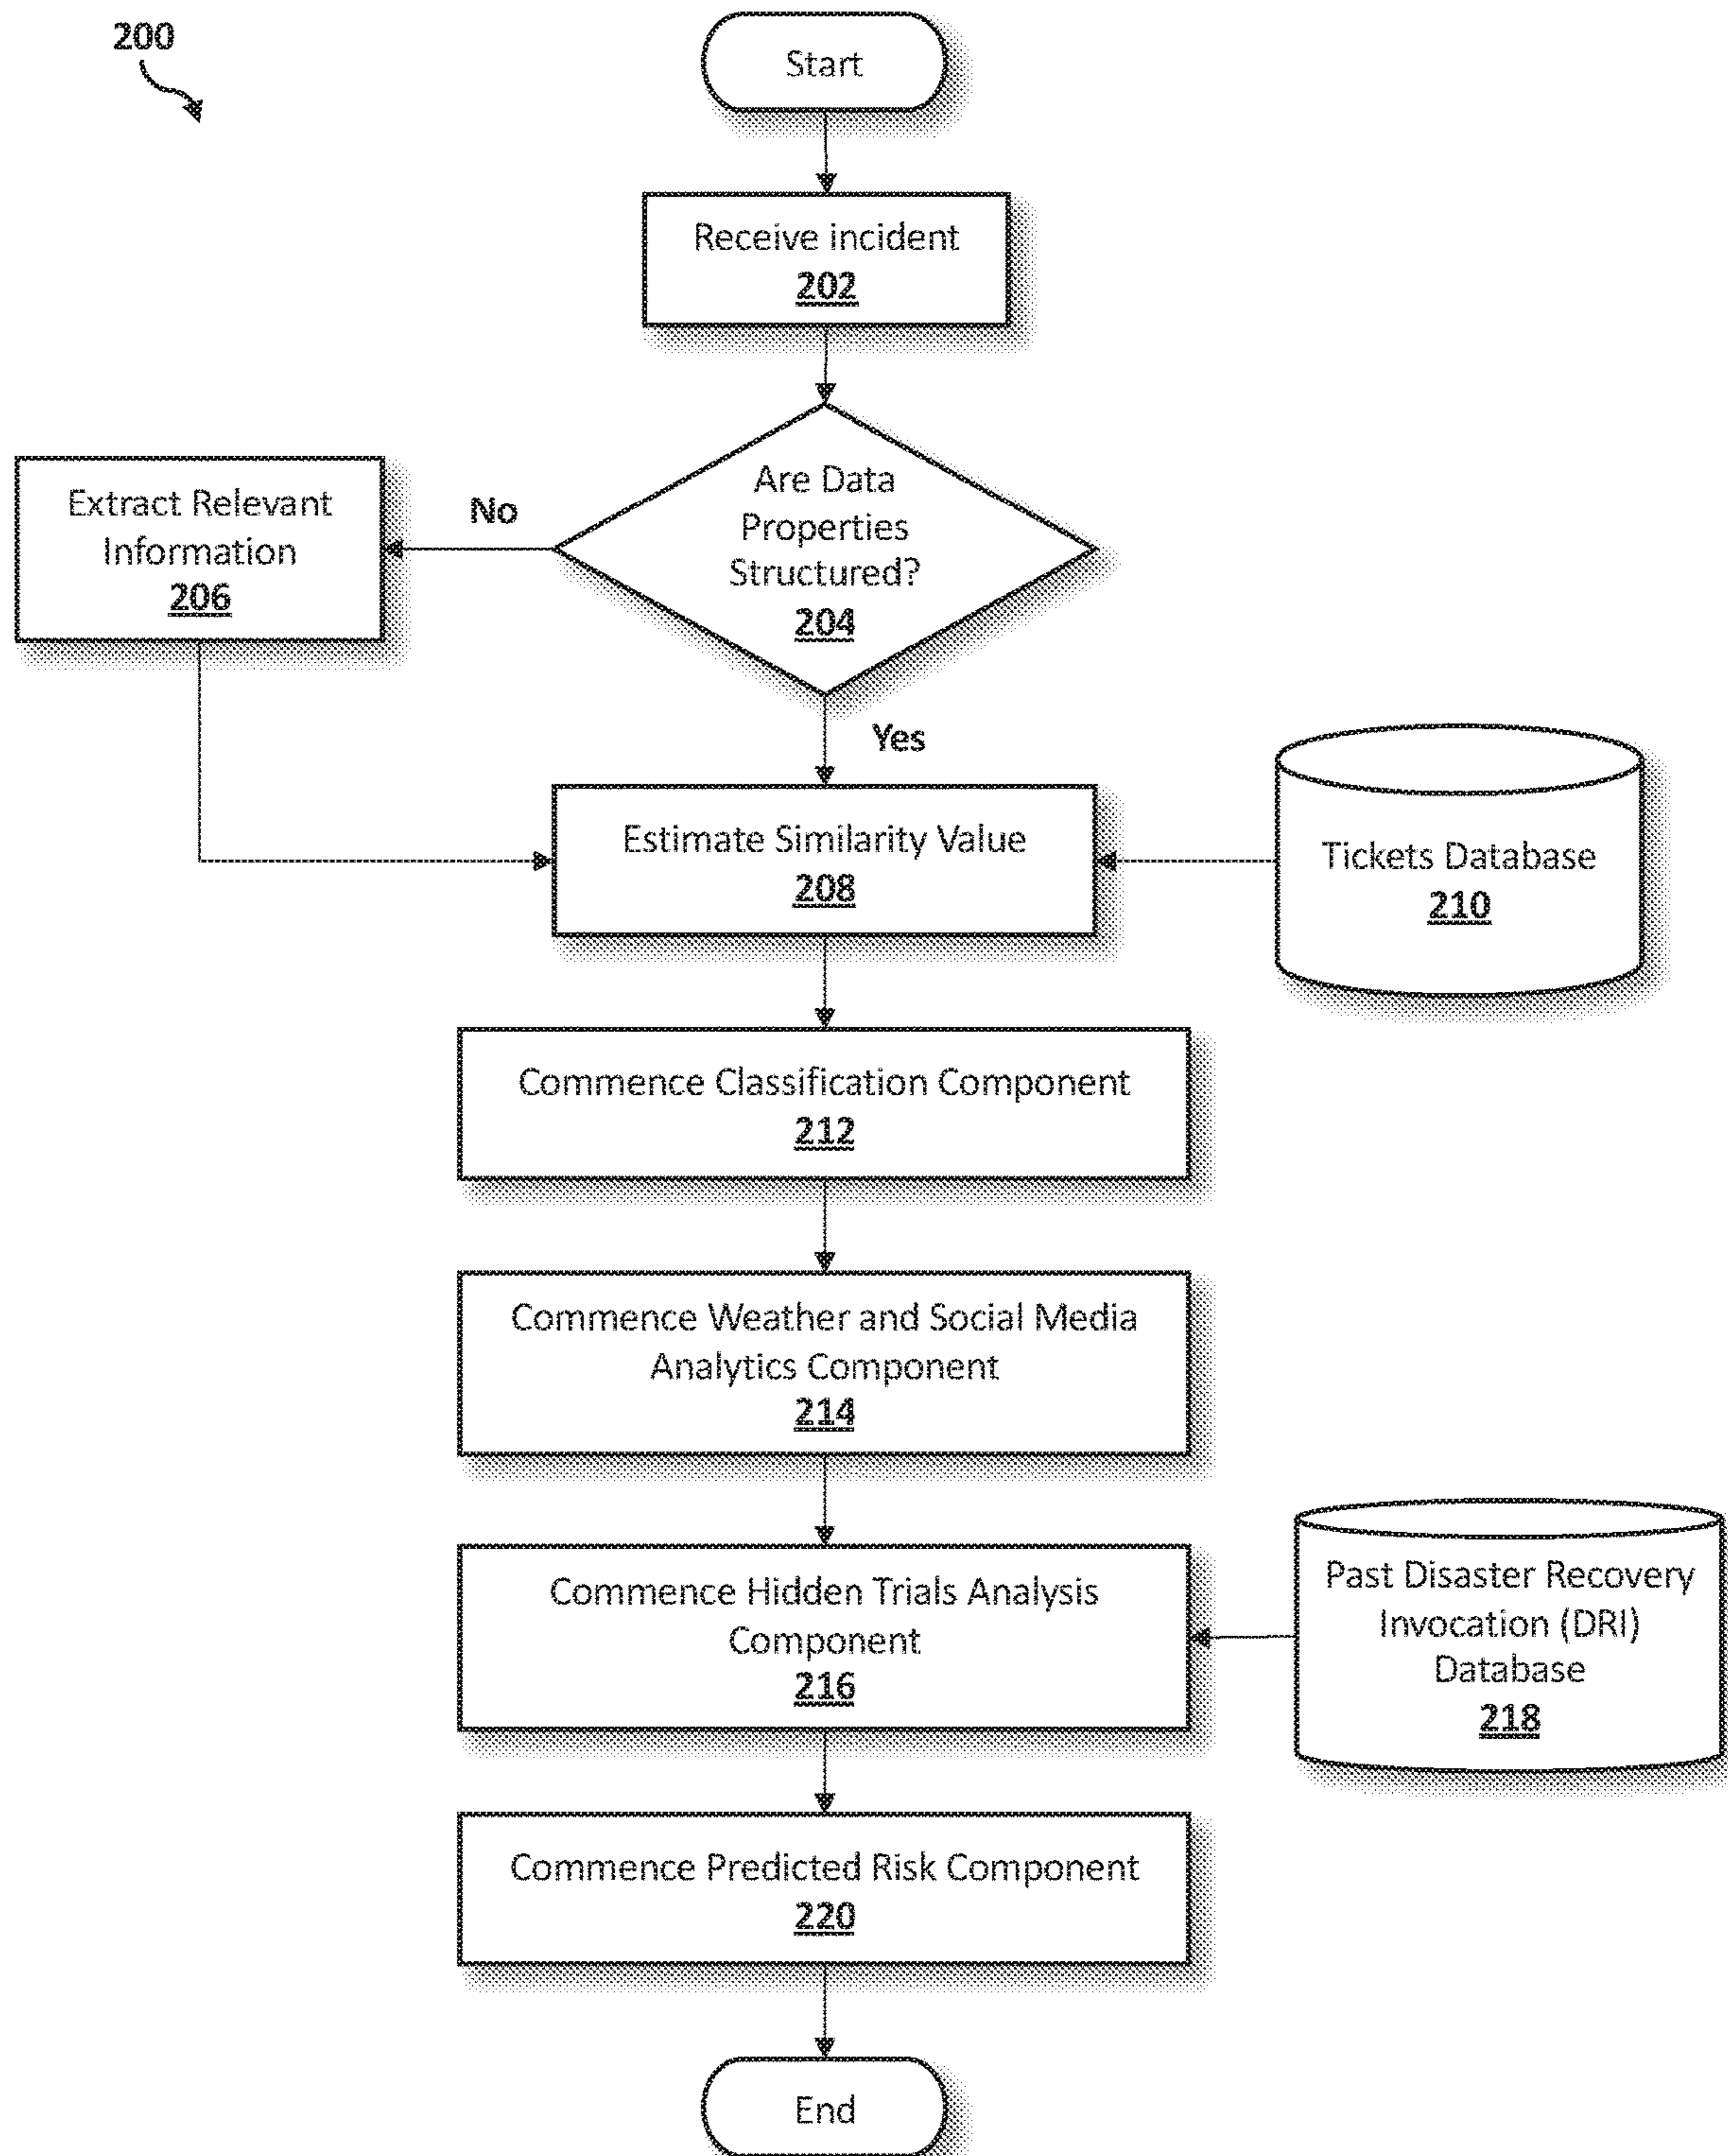 200
Start
Receive incident
202
Are Data
Properties
Structured?
204
No
Extract Relevant
Information
206
Yes
Estimate Similarity Value
208
Tickets Database
210
Commence Classification Component
212
Commence Weather and Social Media
Analytics Component
214
Commence Hidden Trials Analysis
Component
216
Past Disaster Recovery
Invocation (DRI)
Database
218
Commence Predicted Risk Component
220
End